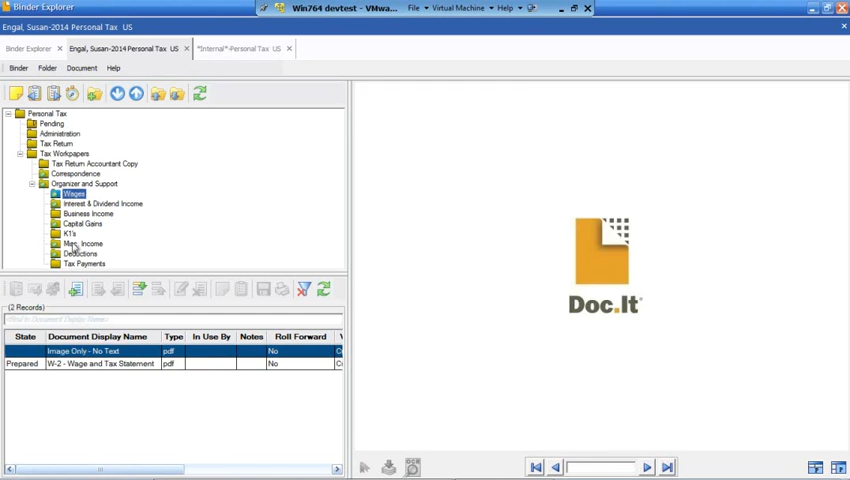 Binder Explorer
Win764 devtest - VMwa... File Virtual Machine Help
Engal, Susan-2014 Personal Tax US
Binder Explorer Engal, Susan-2014 Personal Tax US *Internal*-Personal Tax US
Binder Folder Document Help
Personal Tax
Pending
Administration
Tax Return
Tax Workpapers
Tax Return Accountant Copy
Correspondence
Organizer and Support
Wages
Interest & Dividend Income
Business Income
Capital Gains
K1's
Misc. Income
Deductions
Tax Payments
Doc.It
OCR
(2 Records)
State Document Display Name Type In Use By Notes Roll Forward
Image Only - No Text pdf No
Prepared W-2 - Wage and Tax Statement pdf No